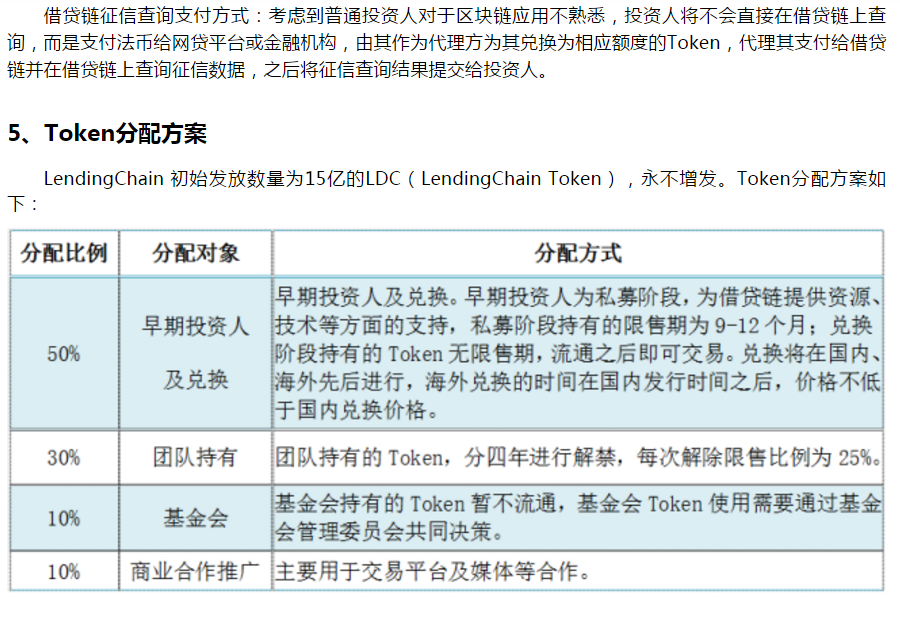 借贷链征信查询支付方式：考虑到普通投资人对于区块链应用不熟悉，投资人将不会直接在借贷链上查
询，而是支付法币给网贷平台或金融机构，由其作为代理方为其兑换为相应额度的Token，代理其支付给借贷
链并在借贷链上查询征信数据，之后将征信查询结果提交给投资人。
5、Token分配方案
LendingChain 初始发放数量为15亿的LDC（LendingChain Token），永不增发。Token分配方案如
下：
分配比例 分配对象 分配方式
50%
早期投资人
及兑换
早期投资人及兑换。早期投资人为私募阶段，为借贷链提供资源、
技术等方面的支持，私募阶段持有的限售期为 9-12 个月；兑换
阶段持有的 Token 无限售期，流通之后即可交易。兑换将在国内、
海外先后进行，海外兑换的时间在国内发行时间之后，价格不低
于国内兑换价格。
30% 团队持有 团队持有的 Token，分四年进行解禁，每次解除限售比例为 25%。
10% 基金会
基金会持有的 Token 暂不流通，基金会 Token 使用需要通过基金
会管理委员会共同决策。
10% 商业合作推广 主要用于交易平台及媒体等合作。